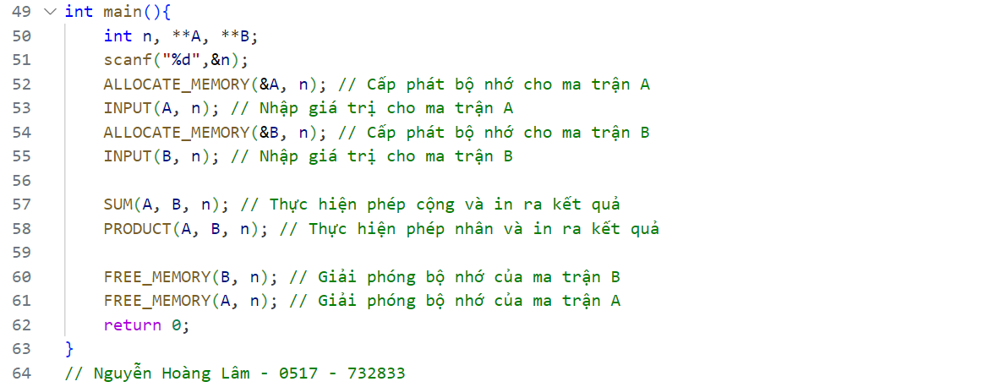 49 int main(){
50 int n, **A, **B;
51 scanf("%d",&n);
52 ALLOCATE_MEMORY(&A, n); // Cấp phát bộ nhớ cho ma trận A
53 INPUT(A, n); // Nhập giá trị cho ma trận A
54 ALLOCATE_MEMORY(&B, n); // Cấp phát bộ nhớ cho ma trận B
55 INPUT(B, n); // Nhập giá trị cho ma trận B
56
57 SUM(A, B, n); // Thực hiện phép cộng và in ra kết quả
58 PRODUCT(A, B, n); // Thực hiện phép nhân và in ra kết quả
59
60 FREE_MEMORY(B, n); // Giải phóng bộ nhớ của ma trận B
61 FREE_MEMORY(A, n); // Giải phóng bộ nhớ của ma trận A
62 return 0;
63 }
64 // Nguyễn Hoàng Lâm - 0517 - 732833